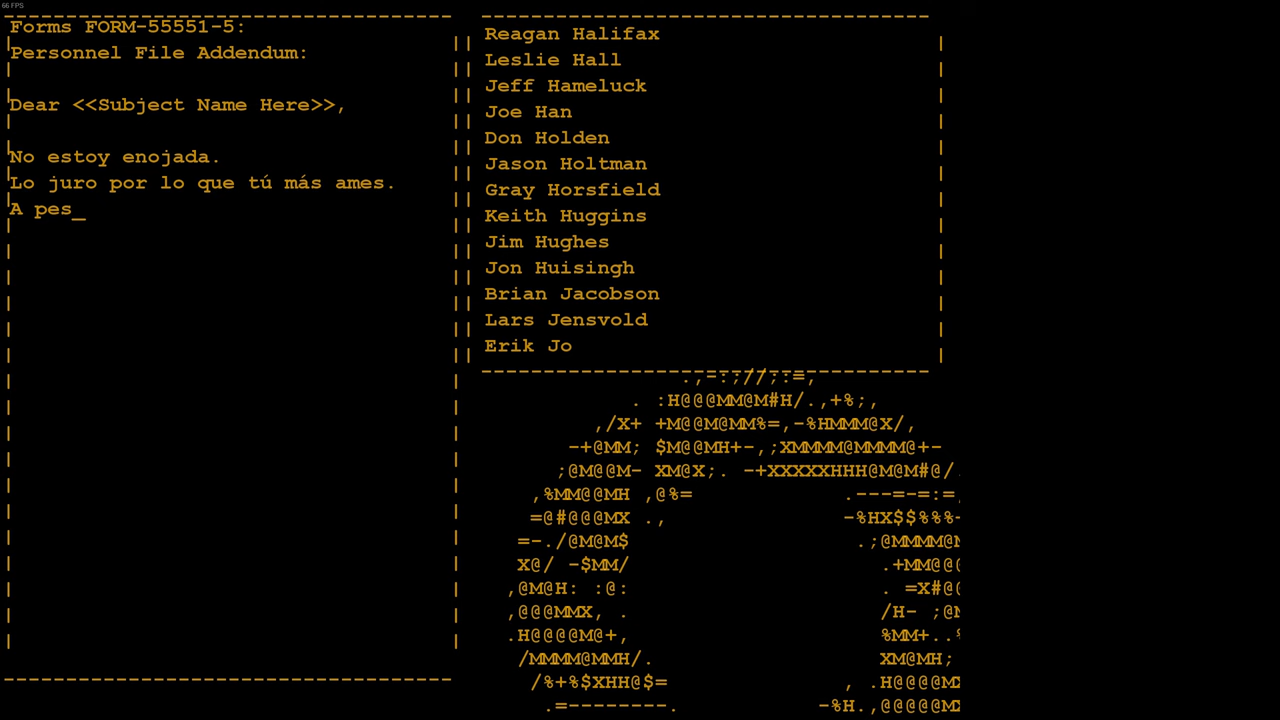 66 FPS
Forms FORM-55551-5:
Personnel File Addendum:
Dear <<Subject Name Here>>,
No estoy enojada.
Lo juro por lo que tú más ames.
A pes_
Reagan Halifax
Leslie Hall
Jeff Hameluck
Joe Han
Don Holden
Jason Holtman
Gray Horsfield
Keith Huggins
Jim Hughes
Jon Huisingh
Brian Jacobson
Lars Jensvold
Erik Jo